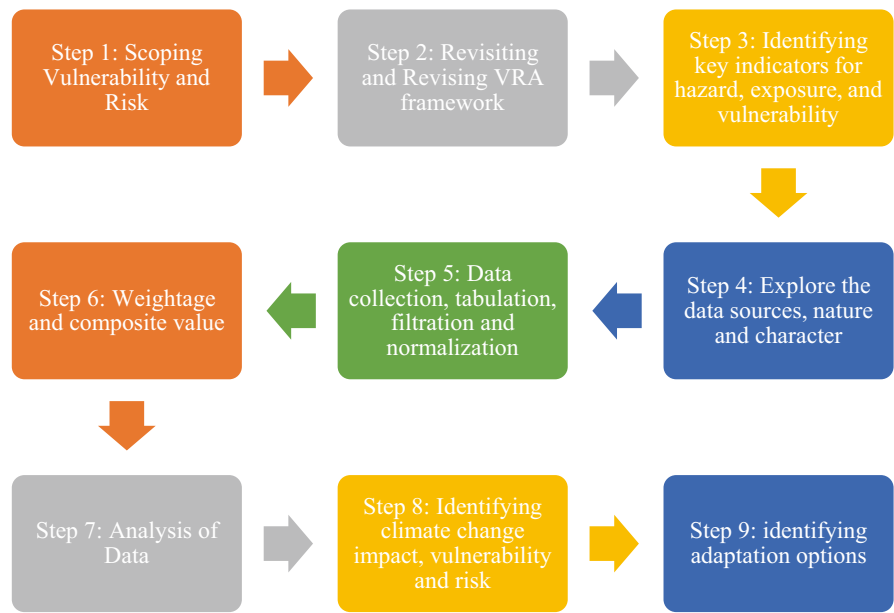 Step 1: Scoping
Vulnerability and
Risk
Step 2: Revisiting
and Revising VRA
framework
Step 3: Identifying
key indicators for
hazard, exposure, and
vulnerability
Step 4: Explore the
data sources, nature
and character
Step 5: Data
collection, tabulation,
filtration and
normalization
Step 6: Weightage
and composite value
Step 7: Analysis of
Data
Step 8: Identifying
climate change
impact, vulnerability
and risk
Step 9: identifying
adaptation options